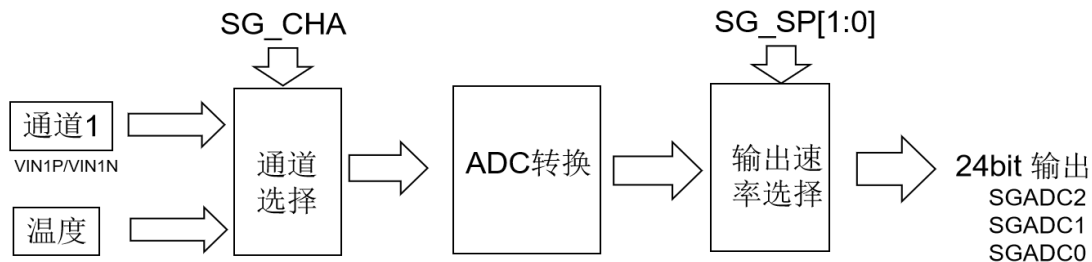 SG_CHA
SG_SP[1:0]
通道1
VIN1P/VIN1N
温度
通道
选择
ADC转换
输出速
率选择
24bit 输出
SGADC2
SGADC1
SGADC0